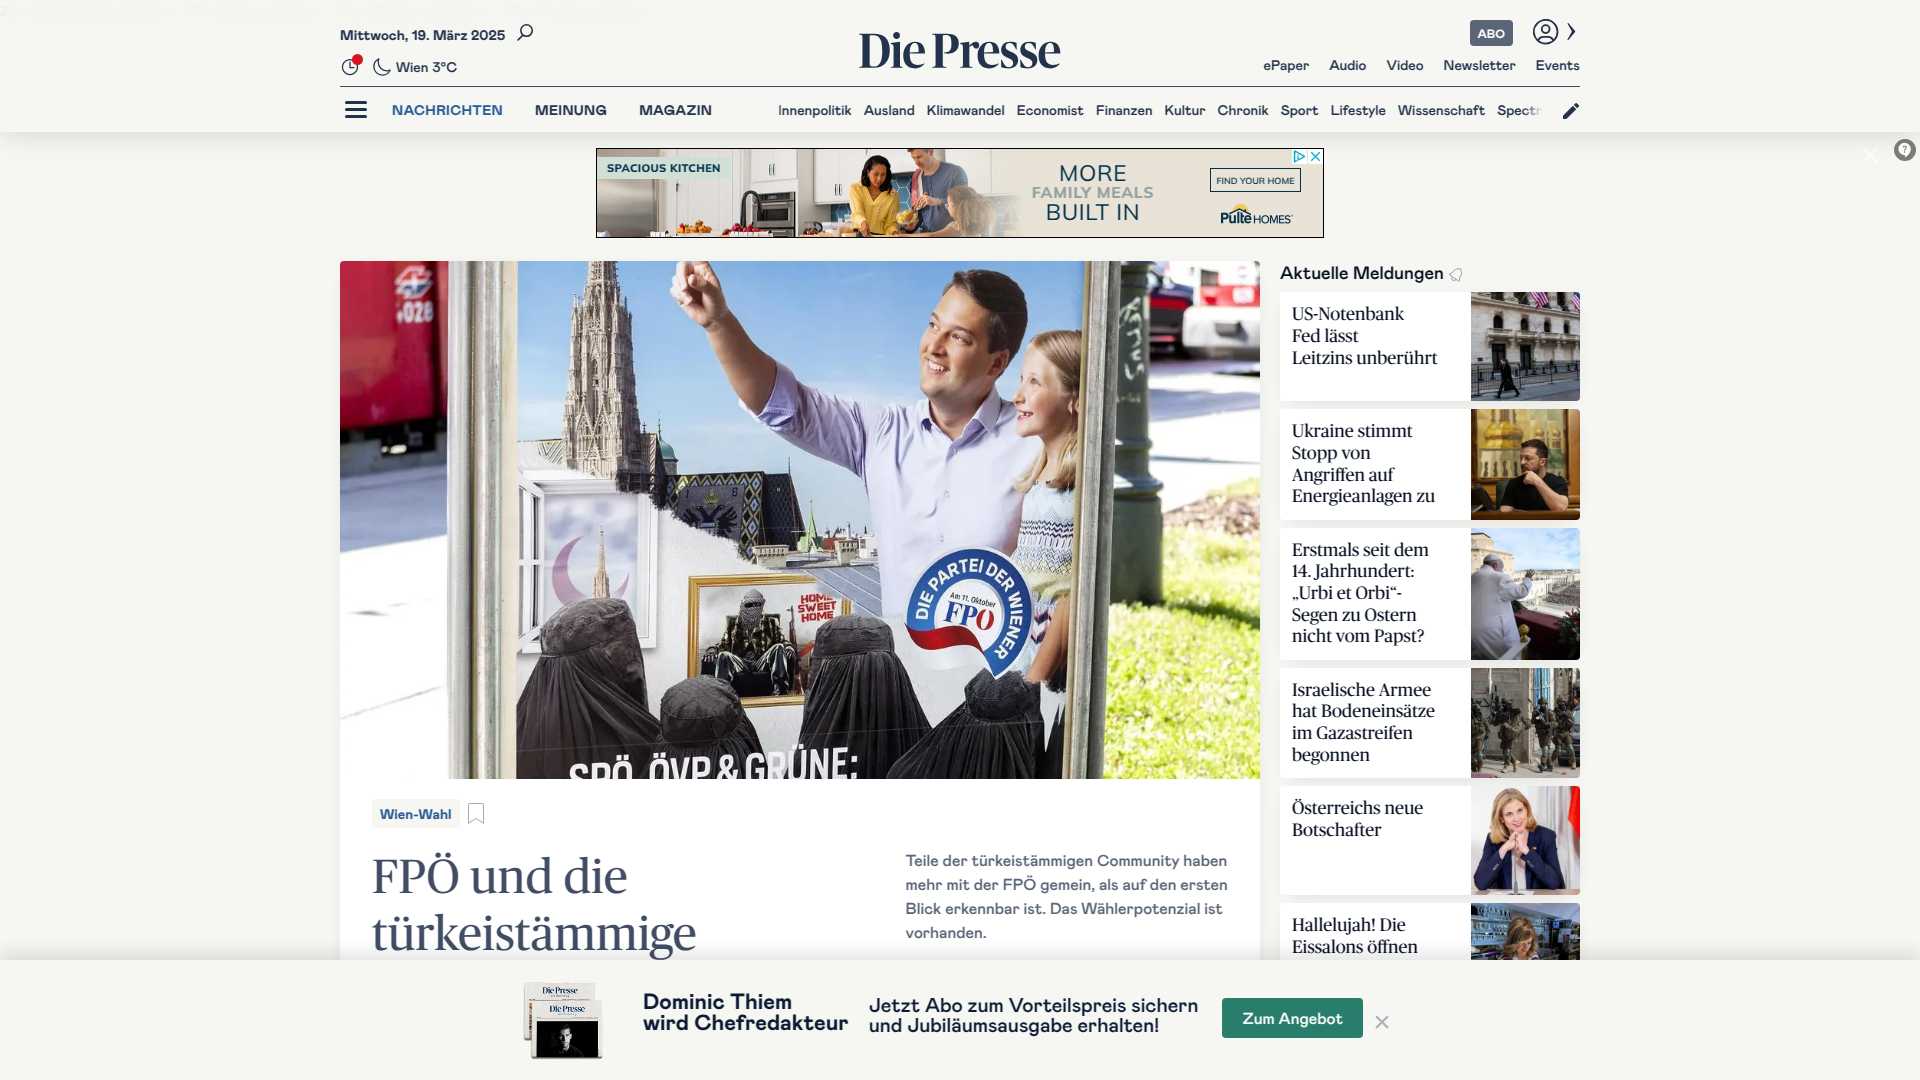 Mittwoch, 19. März 2025
Wien 3°C
Die Presse
ABO
ePaper Audio Video Newsletter Events
NACHRICHTEN MEINUNG MAGAZIN
Innenpolitik Ausland Klimawandel Economist Finanzen Kultur Chronik Sport Lifestyle Wissenschaft Spectr
SPACIOUS KITCHEN
MORE
FAMILY MEALS
BUILT IN
FIND YOUR HOME
Pulte HOMES
028
1 8
HOME
SWEET
HOME
DIE PARTEI DER WIENER
Am 11. Oktober
FPÖ
SPÖ, ÖVP & GRÜNE:
Wien-Wahl
FPÖ und die
türkeistämmige
Teile der türkeistämmigen Community haben
mehr mit der FPÖ gemein, als auf den ersten
Blick erkennbar ist. Das Wählerpotenzial ist
vorhanden.
Aktuelle Meldungen
US-Notenbank
Fed lässt
Leitzins unberührt
Ukraine stimmt
Stopp von
Angriffen auf
Energieanlagen zu
Erstmals seit dem
14. Jahrhundert:
„Urbi et Orbi“-
Segen zu Ostern
nicht vom Papst?
Israelische Armee
hat Bodeneinsätze
im Gazastreifen
begonnen
Österreichs neue
Botschafter
Hallelujah! Die
Eissalons öffnen
Die Presse
Die Presse
Dominic Thiem
wird Chefredakteur
Jetzt Abo zum Vorteilspreis sichern
und Jubiläumsausgabe erhalten!
Zum Angebot